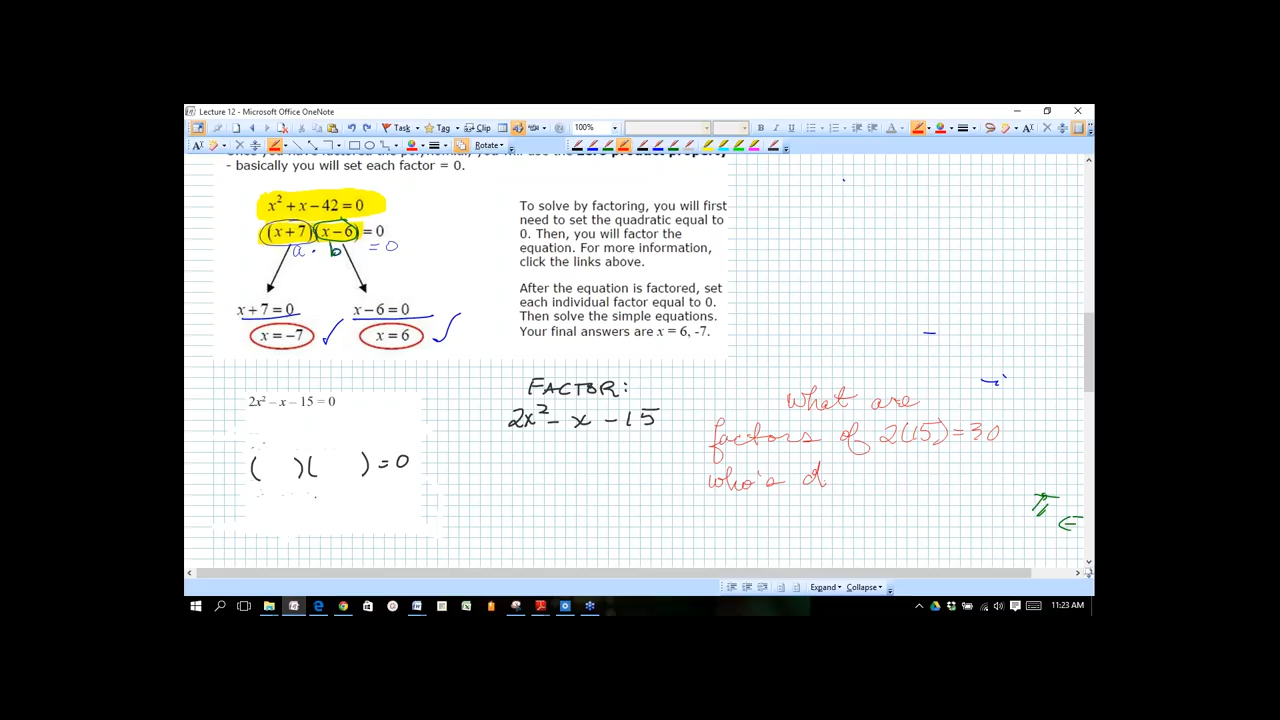 Lecture 12 - Microsoft Office OneNote
Task Tag Clip 100% B I U
Rotate
- basically you will set each factor = 0.
x² + x − 42 = 0
(x + 7)(x − 6) = 0
a · b = 0
x + 7 = 0 x − 6 = 0
x = −7 x = 6
To solve by factoring, you will first
need to set the quadratic equal to
0. Then, you will factor the
equation. For more information,
click the links above.
After the equation is factored, set
each individual factor equal to 0.
Then solve the simple equations.
Your final answers are x = 6, -7.
2x² − x − 15 = 0
( )( ) = 0
FACTOR:
2x² − x − 15
What are
factors of 2(15)=30
who's d
Expand Collapse
11:23 AM